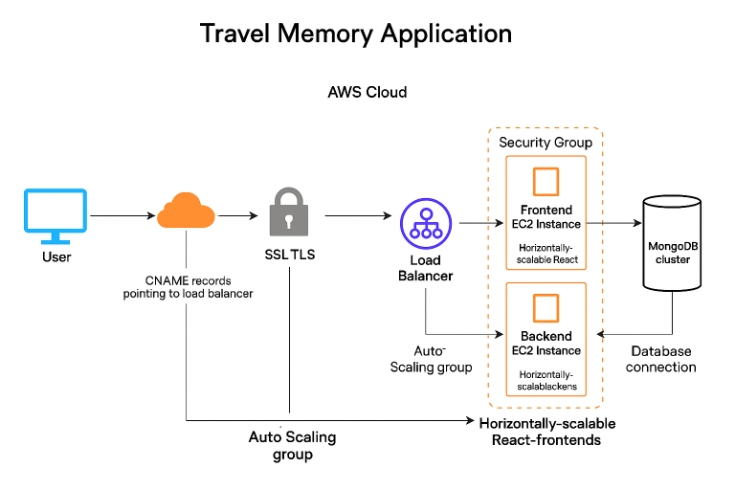 Travel Memory Application
AWS Cloud
Security Group
Frontend
EC2 Instance
Horizontally-
scalable React
User
CNAME records
pointing to load balancer
SSLTLS
Load
Balancer
MongoDB
cluster
Backend
EC2 Instance
Horizontally-
scalablackens
Auto-
Scaling group
Database
connection
Auto Scaling
group
Horizontally-scalable
React-frontends